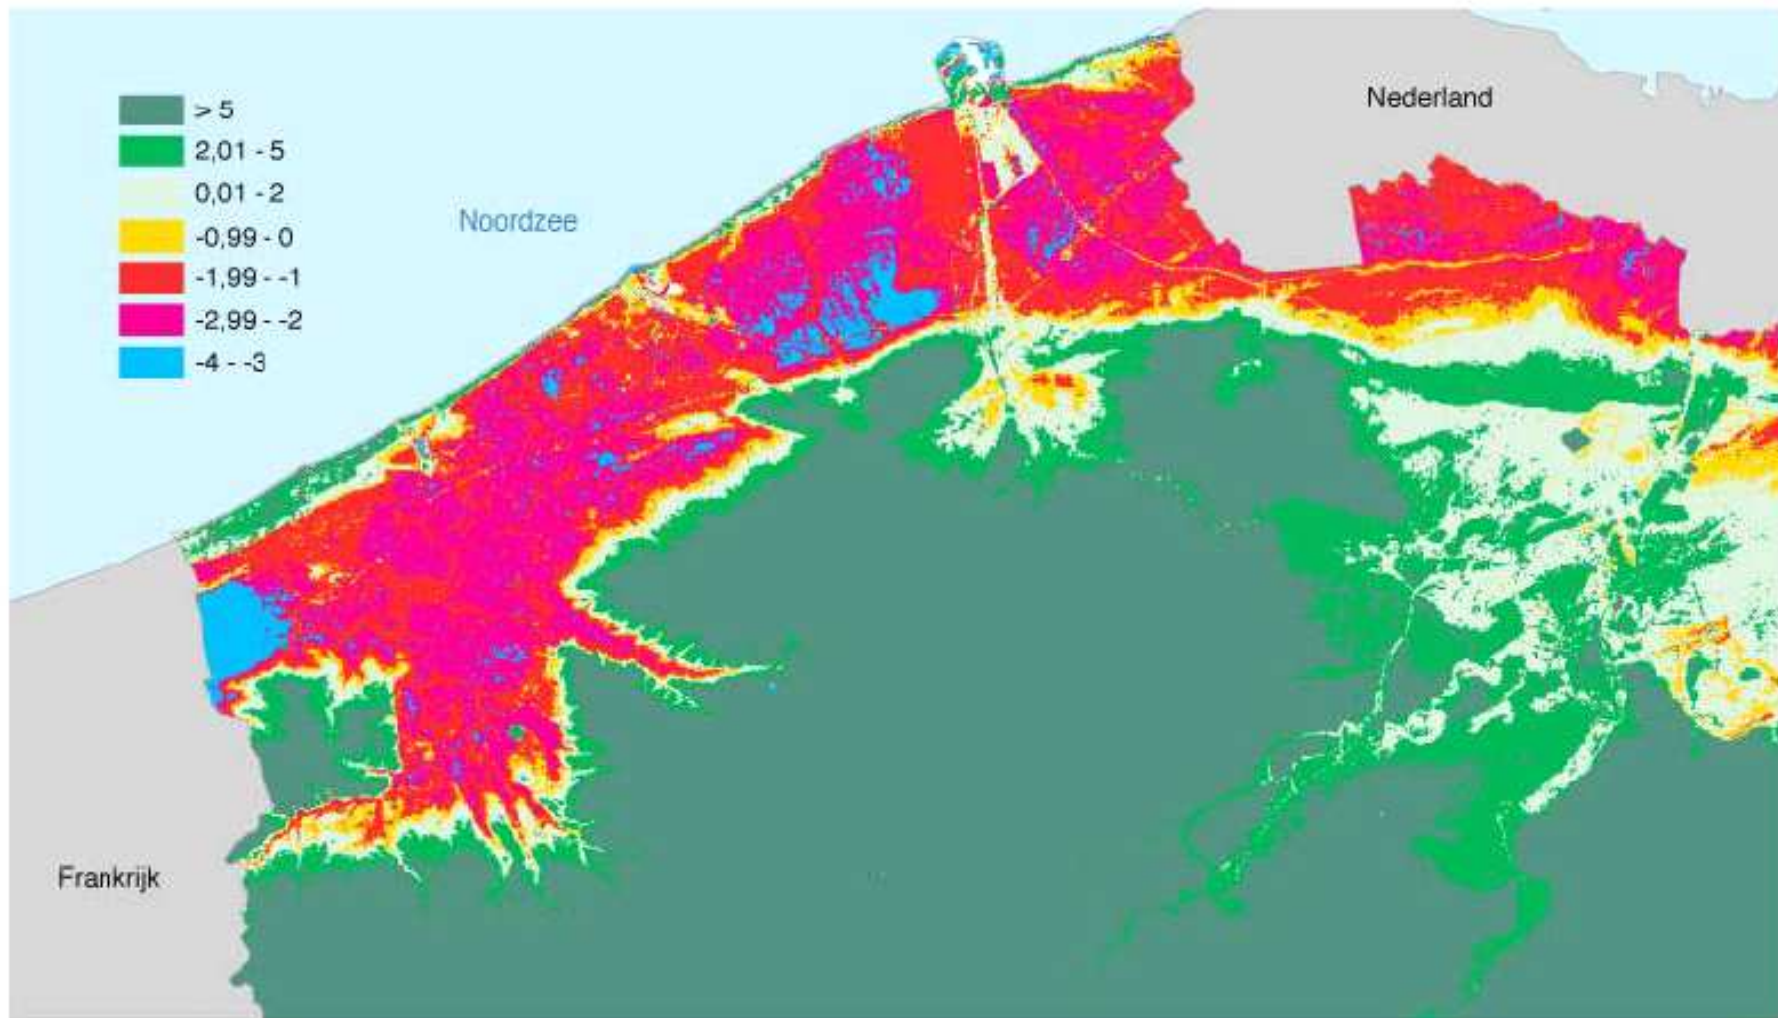 > 5
2,01 - 5
0,01 - 2
-0,99 - 0
-1,99 - -1
-2,99 - -2
-4 - -3
Noordzee
Nederland
Frankrijk